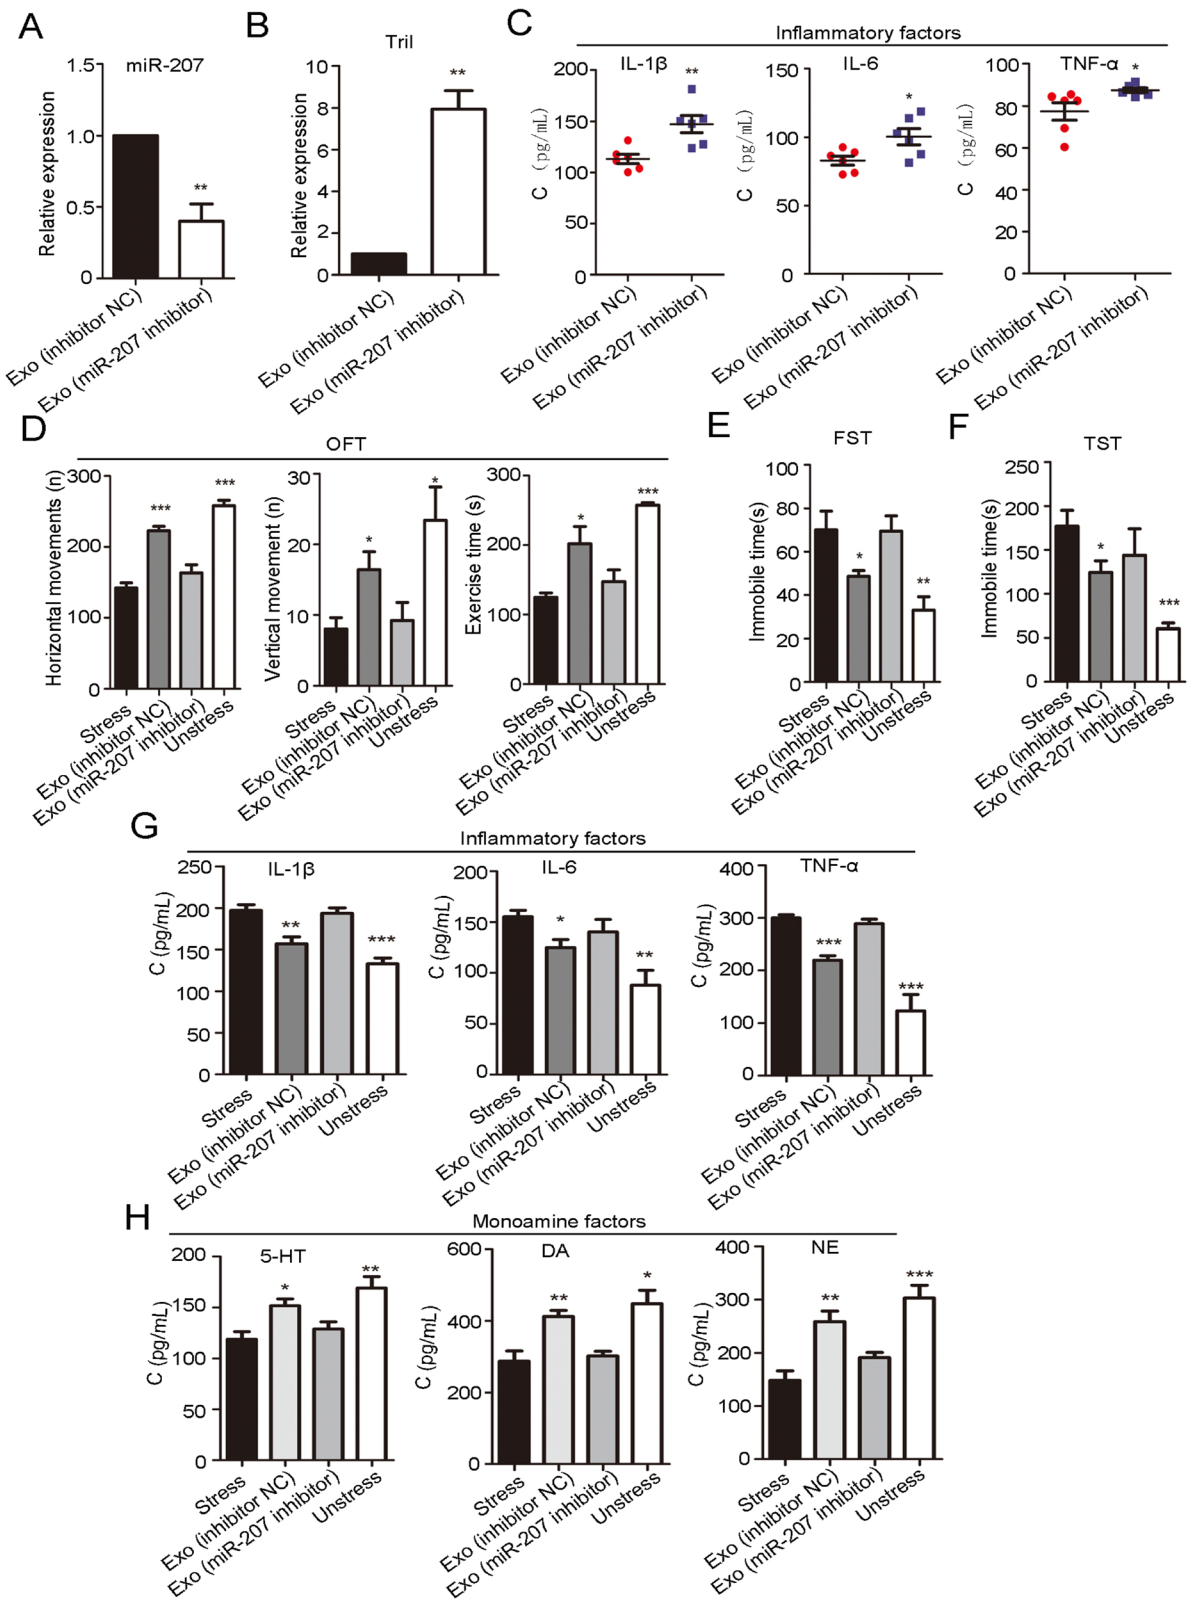 A
miR-207
Relative expression
1.5
1.0
0.5
0
**
Exo (inhibitor NC)
Exo (miR-207 inhibitor)
B
Tril
Relative expression
10
8
6
4
2
0
**
Exo (inhibitor NC)
Exo (miR-207 inhibitor)
C
Inflammatory factors
IL-1β
C (pg/mL)
200
150
100
50
0
**
Exo (inhibitor NC)
Exo (miR-207 inhibitor)
IL-6
C (pg/mL)
150
100
50
0
*
Exo (inhibitor NC)
Exo (miR-207 inhibitor)
TNF-α
C (pg/mL)
100
80
60
40
20
0
*
Exo (inhibitor NC)
Exo (miR-207 inhibitor)
D
OFT
Horizontal movements (n)
300
200
100
0
***
***
Stress
Exo (inhibitor NC)
Exo (miR-207 inhibitor)
Unstress
Vertical movement (n)
30
20
10
0
*
*
Stress
Exo (inhibitor NC)
Exo (miR-207 inhibitor)
Unstress
Exercise time (s)
300
200
100
0
*
***
Stress
Exo (inhibitor NC)
Exo (miR-207 inhibitor)
Unstress
E
FST
Immobile time(s)
100
80
60
40
20
0
*
**
Stress
Exo (inhibitor NC)
Exo (miR-207 inhibitor)
Unstress
F
TST
Immobile time(s)
250
200
150
100
50
0
*
***
Stress
Exo (inhibitor NC)
Exo (miR-207 inhibitor)
Unstress
G
Inflammatory factors
IL-1β
C (pg/mL)
250
200
150
100
50
0
**
***
Stress
Exo (inhibitor NC)
Exo (miR-207 inhibitor)
Unstress
IL-6
C (pg/mL)
200
150
100
50
0
*
**
Stress
Exo (inhibitor NC)
Exo (miR-207 inhibitor)
Unstress
TNF-α
C (pg/mL)
400
300
200
100
0
***
***
Stress
Exo (inhibitor NC)
Exo (miR-207 inhibitor)
Unstress
H
Monoamine factors
5-HT
C (pg/mL)
200
150
100
50
0
*
**
Stress
Exo (inhibitor NC)
Exo (miR-207 inhibitor)
Unstress
DA
C (pg/mL)
600
400
200
0
**
*
Stress
Exo (inhibitor NC)
Exo (miR-207 inhibitor)
Unstress
NE
C (pg/mL)
400
300
200
100
0
**
***
Stress
Exo (inhibitor NC)
Exo (miR-207 inhibitor)
Unstress